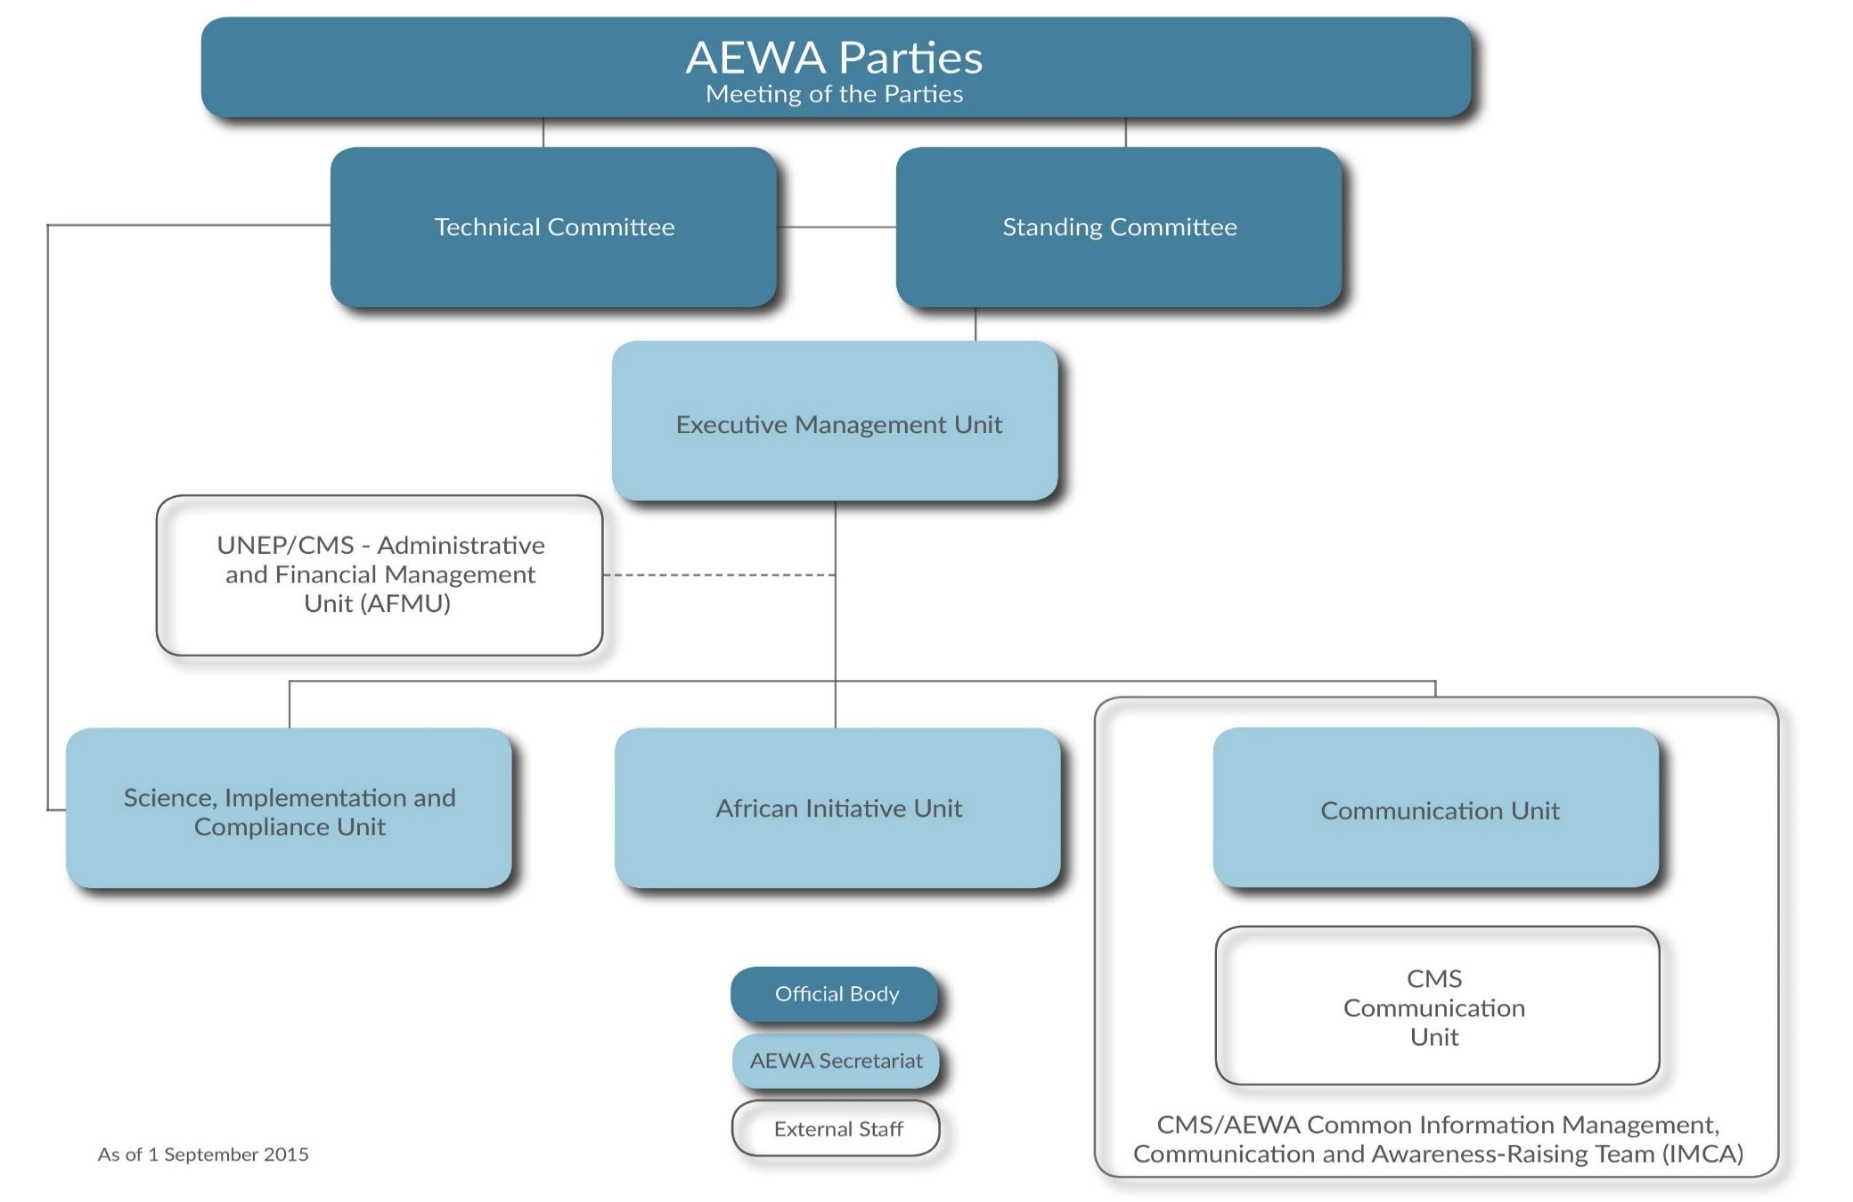 AEWA Parties
Meeting of the Parties
Technical Committee
Standing Committee
Executive Management Unit
UNEP/CMS - Administrative
and Financial Management
Unit (AFMU)
Science, Implementation and
Compliance Unit
African Initiative Unit
Communication Unit
CMS
Communication
Unit
CMS/AEWA Common Information Management,
Communication and Awareness-Raising Team (IMCA)
Official Body
AEWA Secretariat
External Staff
As of 1 September 2015